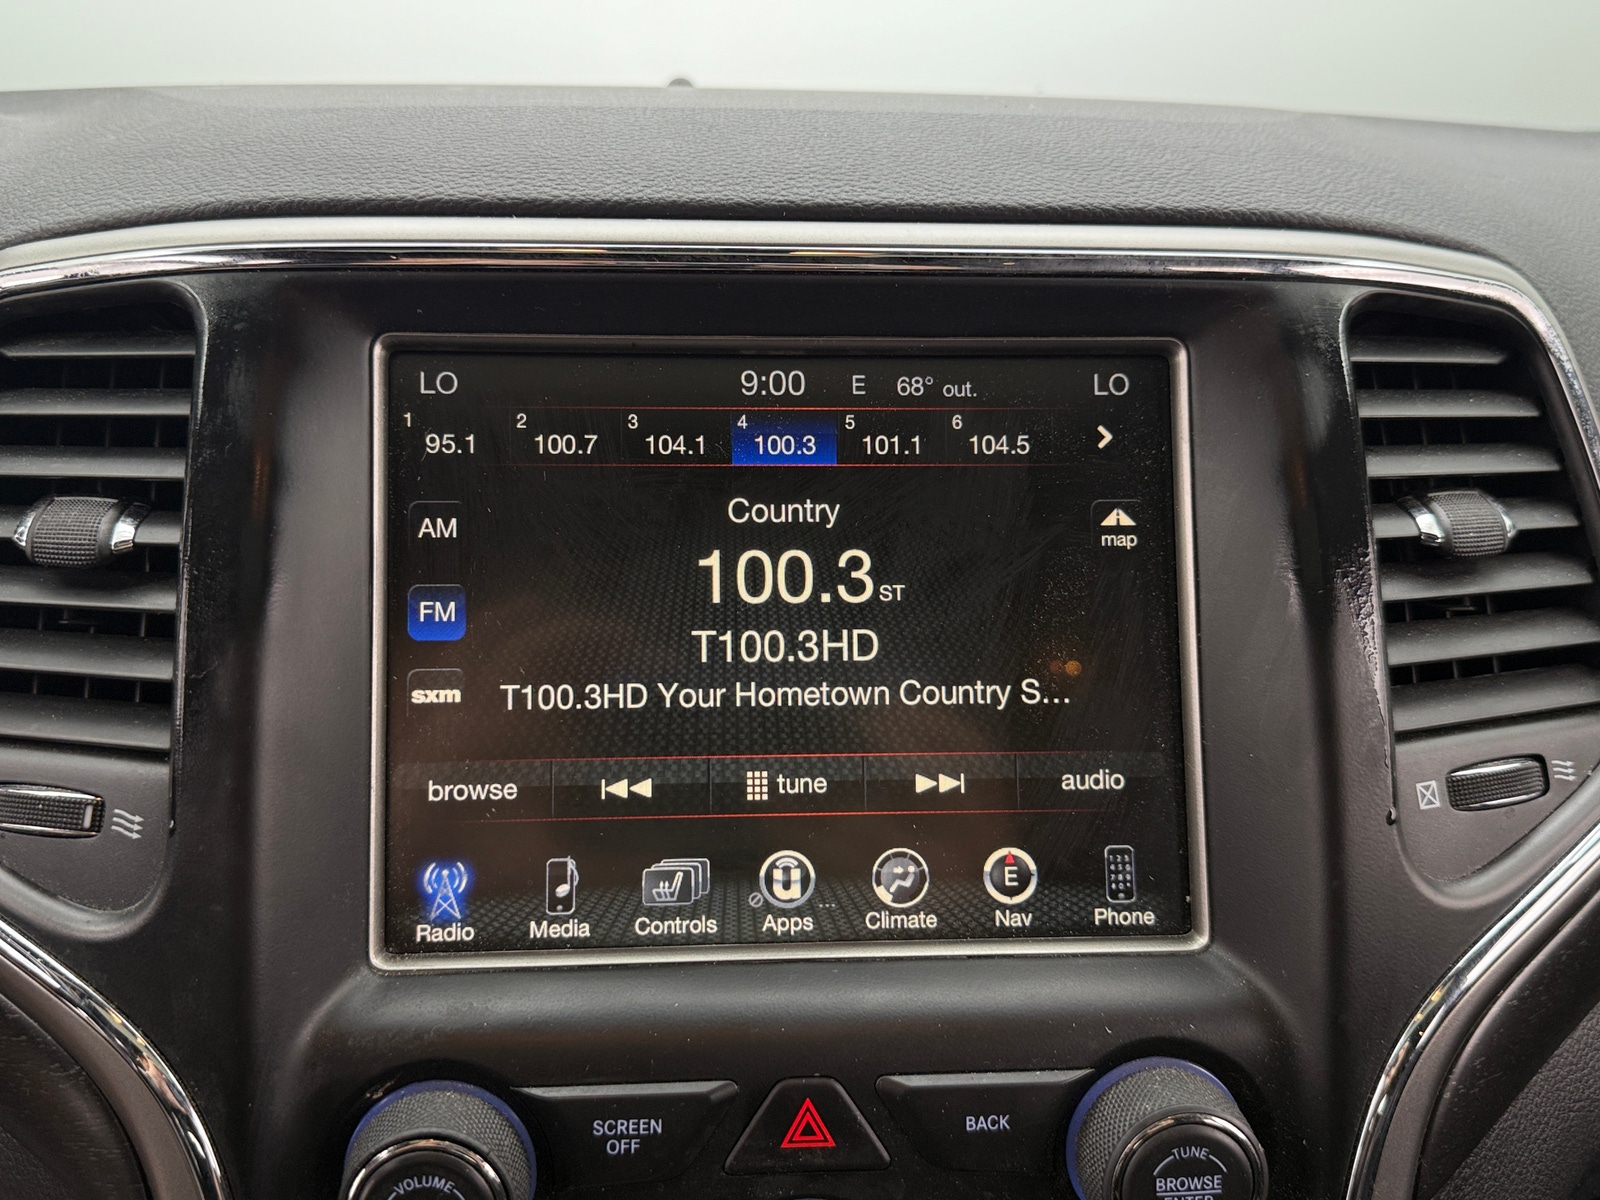 LO 9:00 E 68° out. LO
1 95.1 2 100.7 3 104.1 4 100.3 5 101.1 6 104.5
Country
AM
map
100.3 ST
FM
T100.3HD
sxm
T100.3HD Your Hometown Country S...
browse tune audio
E
Radio Media Controls Apps ... Climate Nav Phone
SCREEN
OFF
BACK
VOLUME
TUNE
BROWSE
ENTER